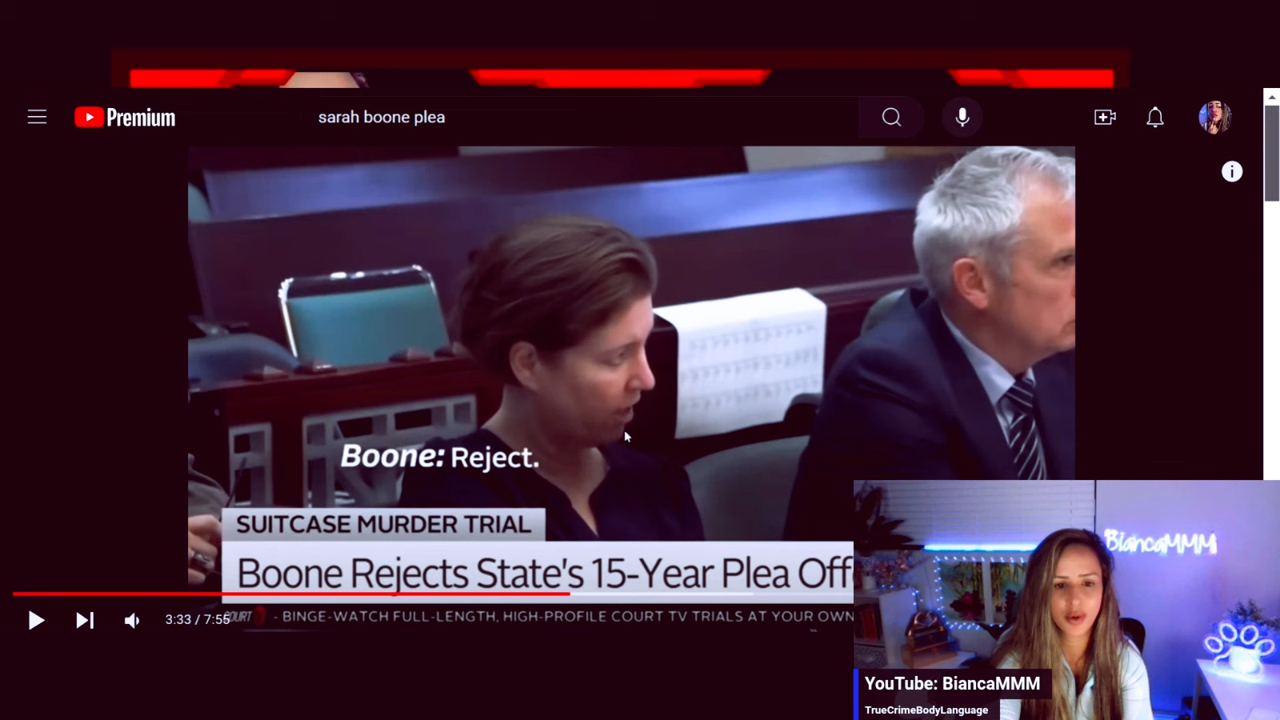 Premium
sarah boone plea
Boone: Reject.
SUITCASE MURDER TRIAL
Boone Rejects State's 15-Year Plea Off
- BINGE-WATCH FULL-LENGTH, HIGH-PROFILE COURT TV TRIALS AT YOUR OWN
3:33 / 7:55
BiancaMMM
YouTube: BiancaMMM
TrueCrimeBodyLanguage